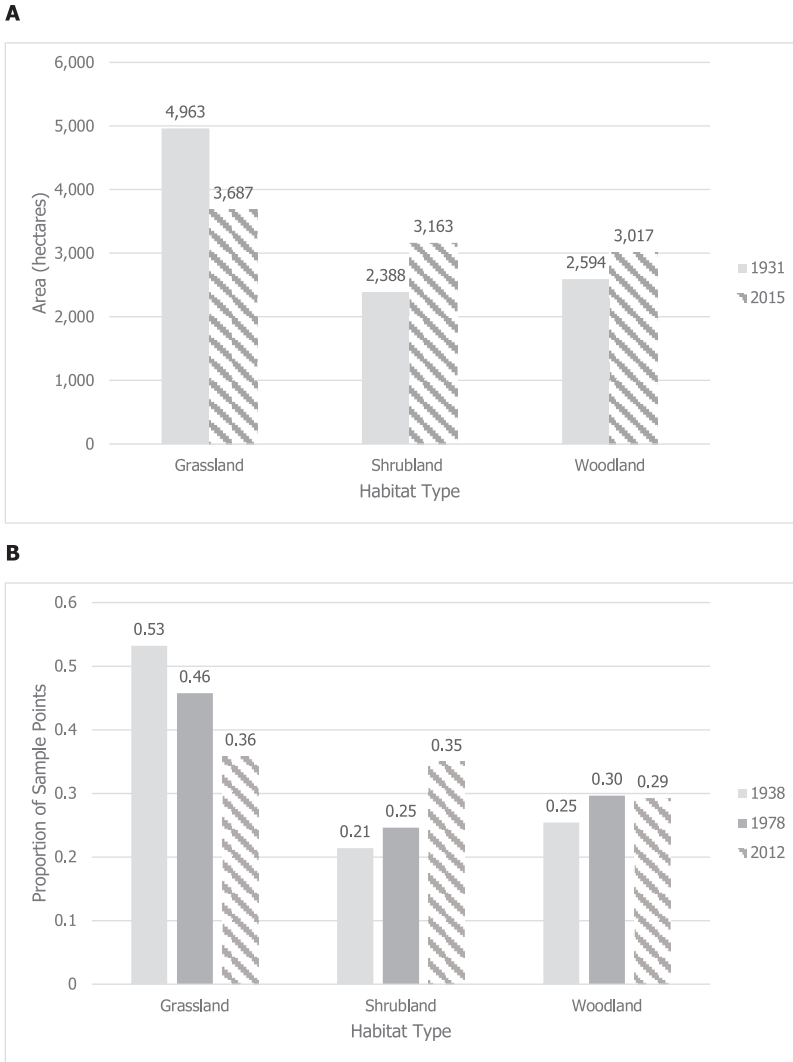 A
6,000
5,000
4,000
3,000
2,000
1,000
0
Area (hectares)
4,963
3,687
2,388
3,163
2,594
3,017
Grassland
Shrubland
Woodland
Habitat Type
1931
2015
B
0.6
0.5
0.4
0.3
0.2
0.1
0
Proportion of Sample Points
0.53
0.46
0.36
0.21
0.25
0.35
0.25
0.30
0.29
Grassland
Shrubland
Woodland
Habitat Type
1938
1978
2012